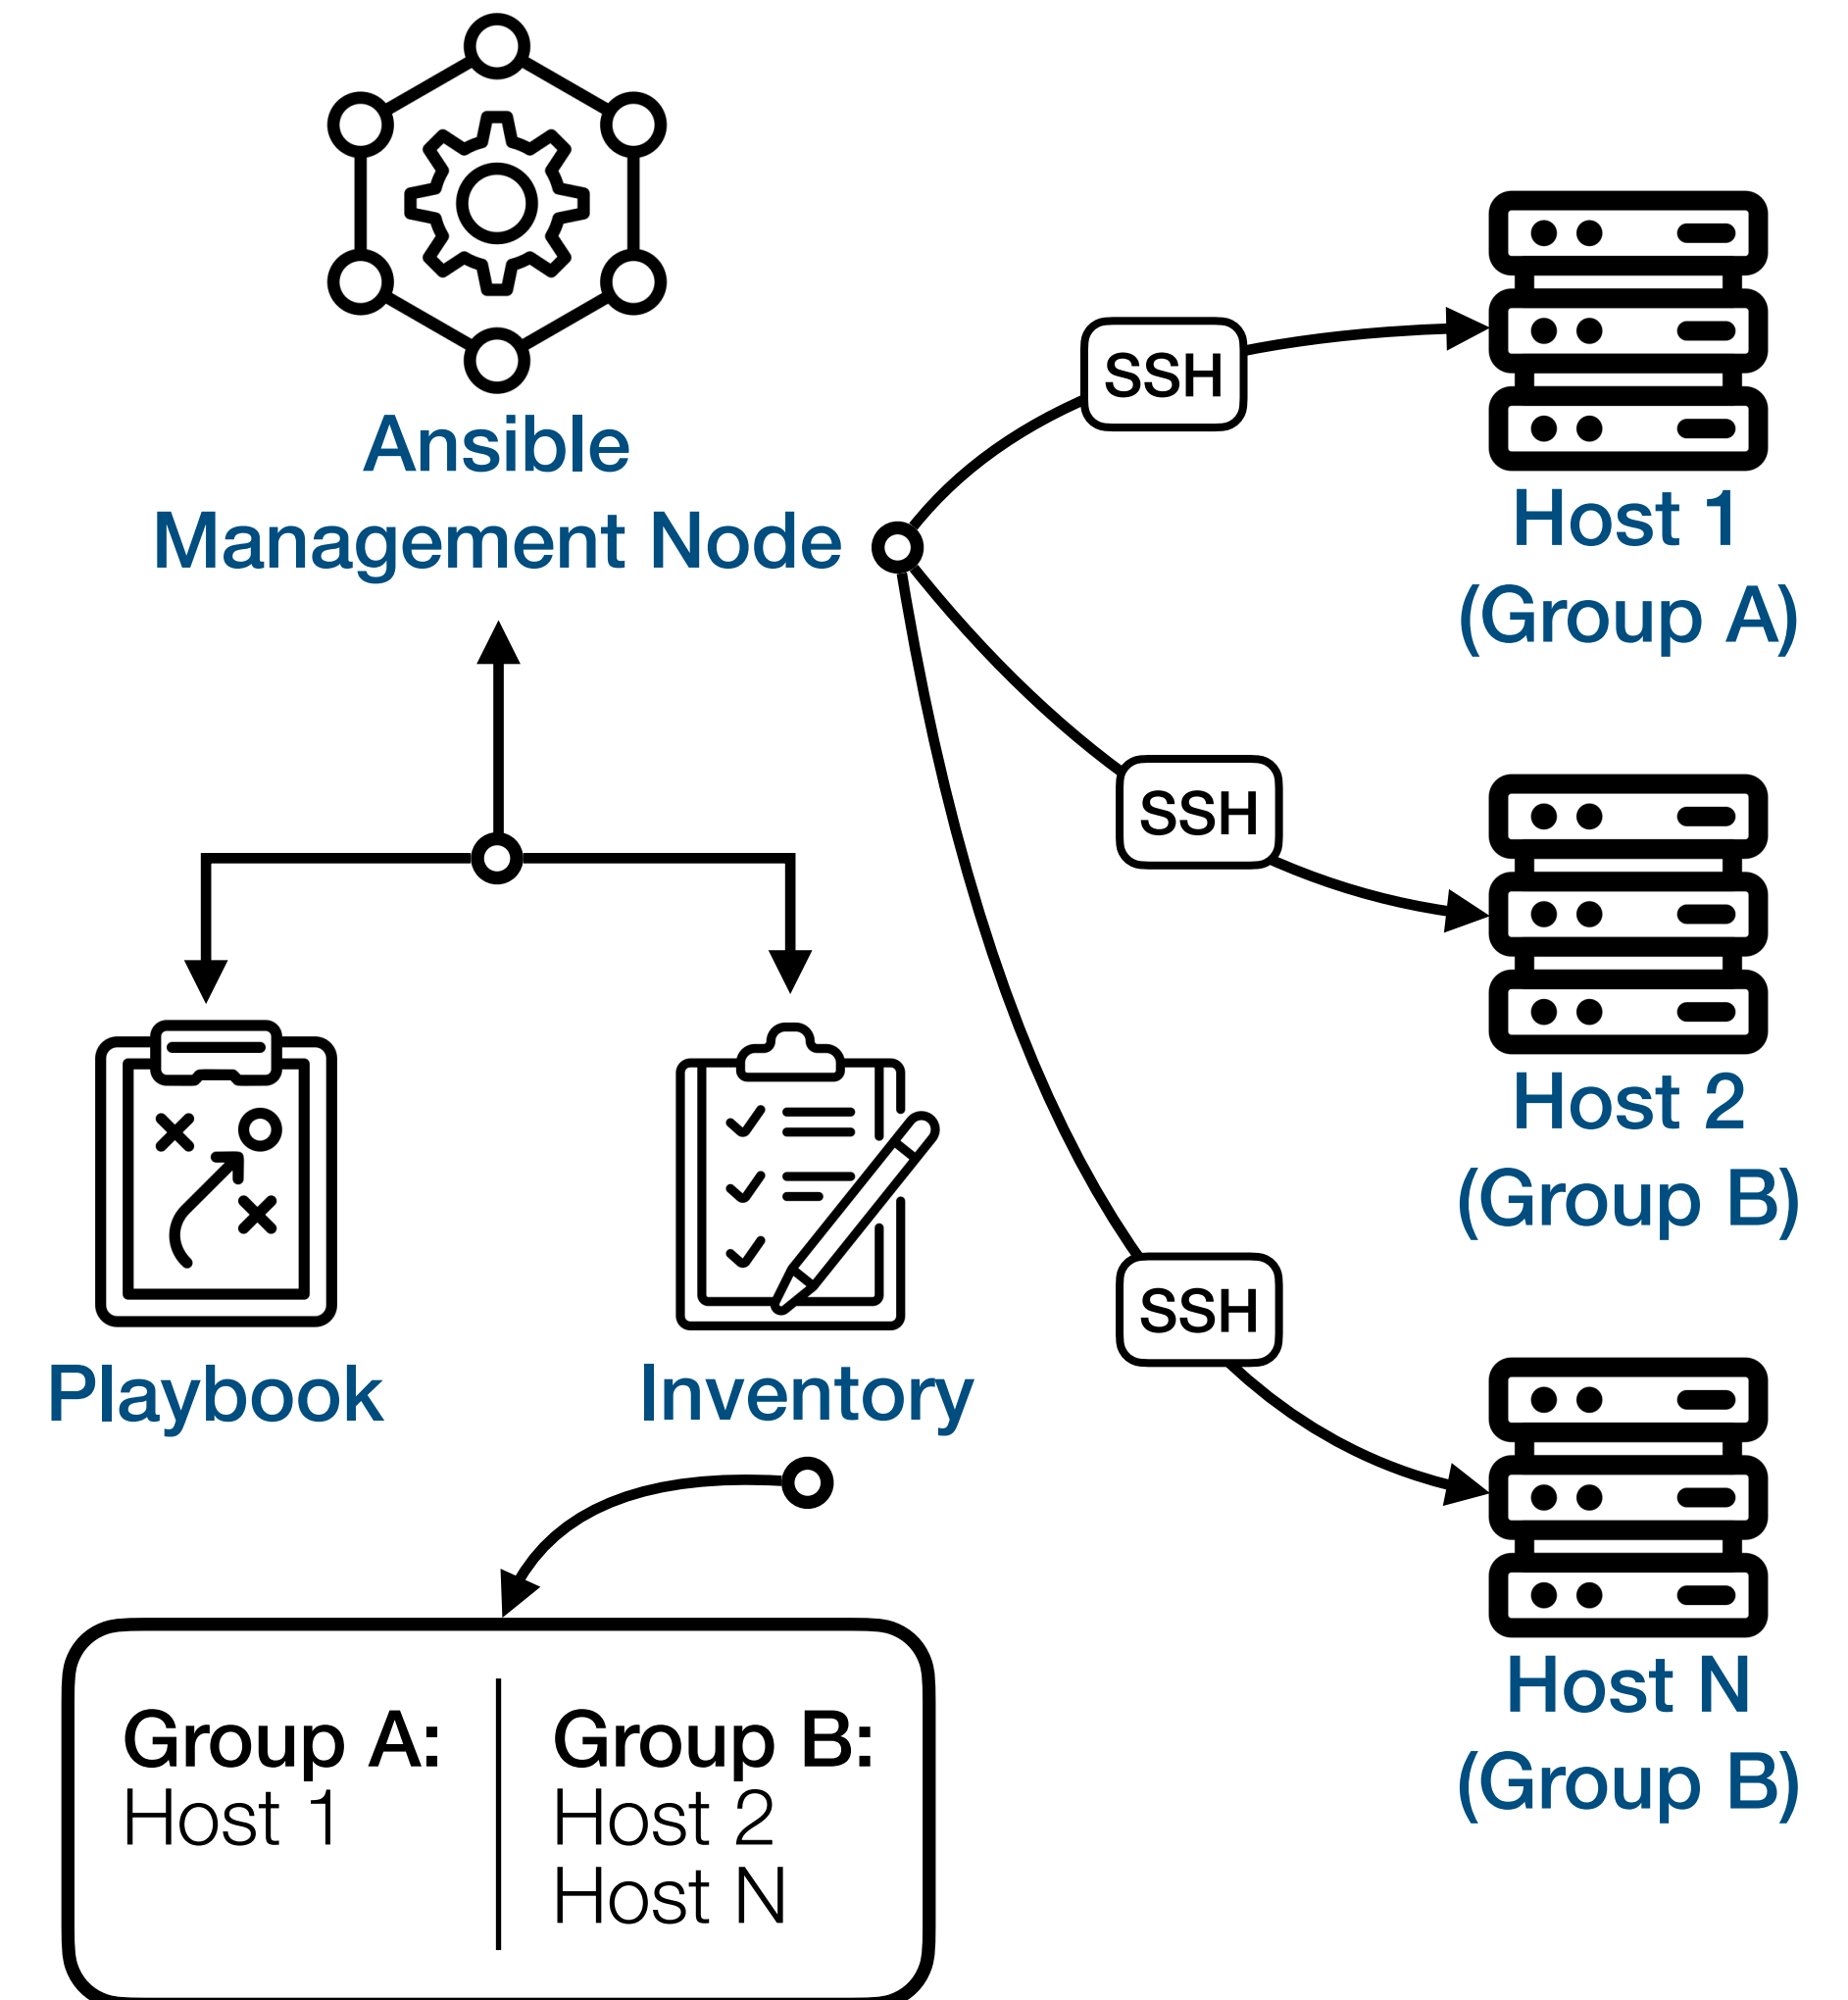 Ansible
Management Node
SSH
Host 1
(Group A)
SSH
Host 2
(Group B)
SSH
Host N
(Group B)
Playbook
Inventory
Group A:
Host 1
Group B:
Host 2
Host N